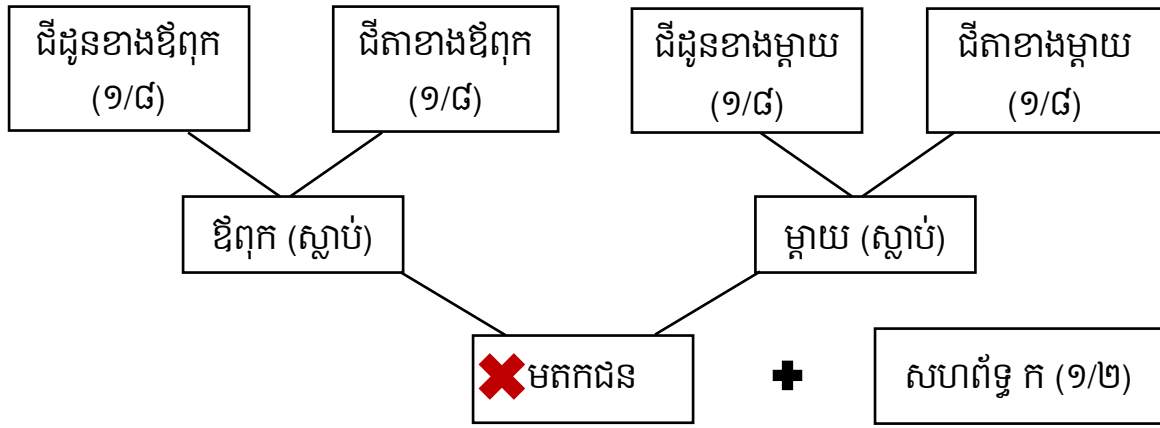 ជីដូនខាងឪពុក
(១/៨)
ជីតាខាងឪពុក
(១/៨)
ជីដូនខាងម្តាយ
(១/៨)
ជីតាខាងម្តាយ
(១/៨)
ឪពុក (ស្លាប់)
ម្តាយ (ស្លាប់)
មតកជន
សហព័ទ្ធ ក (១/២)